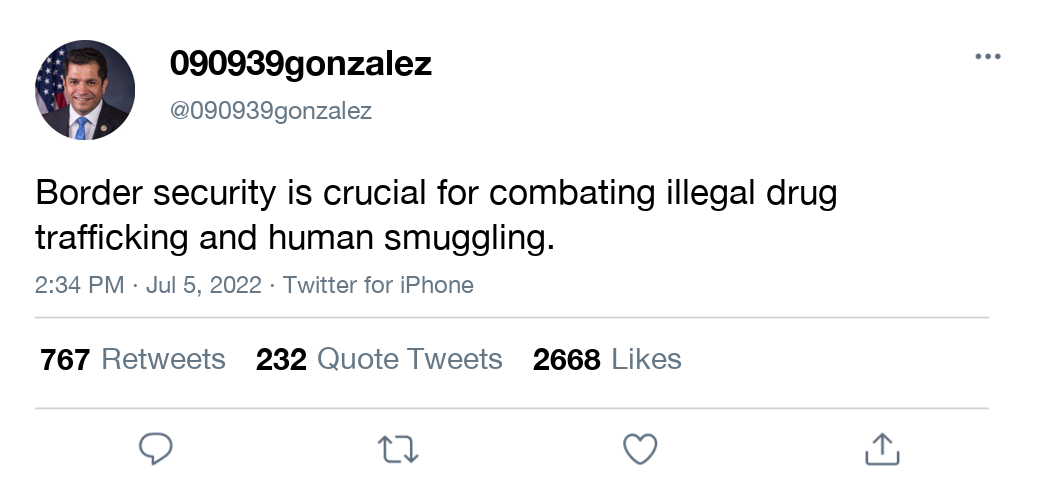 090939gonzalez
@090939gonzalez
Border security is crucial for combating illegal drug
trafficking and human smuggling.
2:34 PM · Jul 5, 2022 · Twitter for iPhone
767 Retweets 232 Quote Tweets 2668 Likes